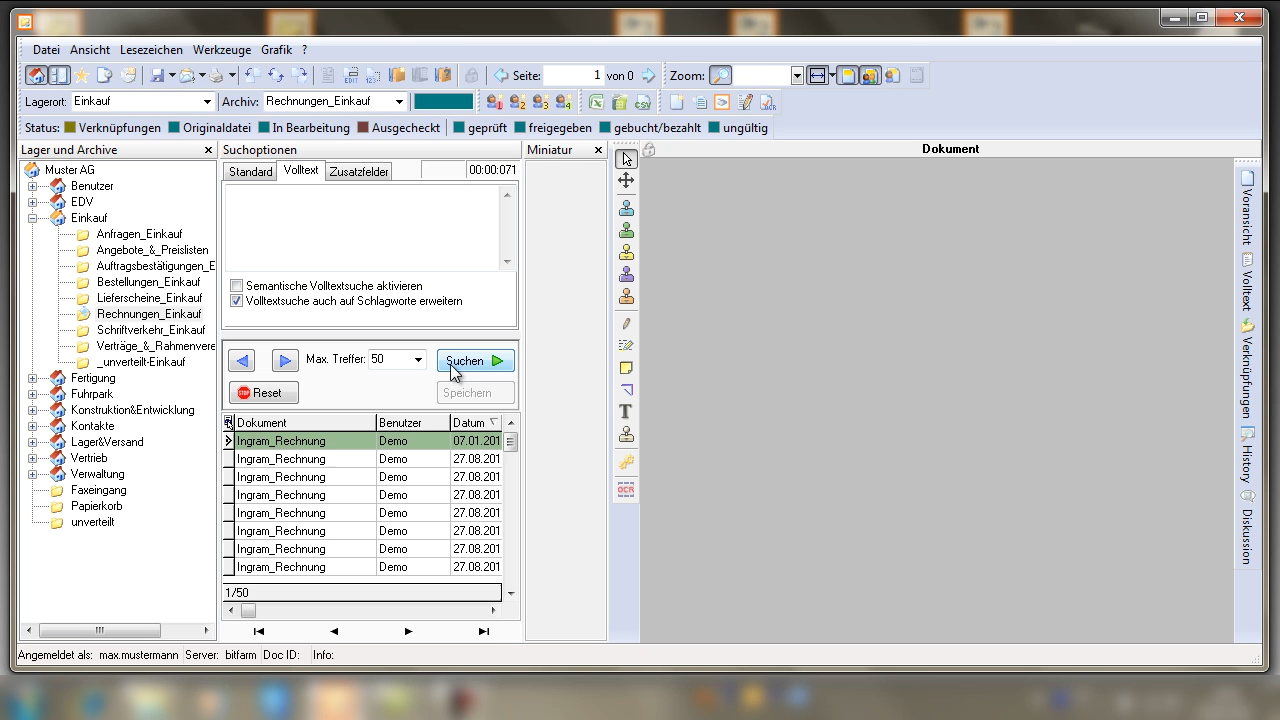 Datei Ansicht Lesezeichen Werkzeuge Grafik ?
Seite: 1 von 0 Zoom:
Lagerort: Einkauf Archiv: Rechnungen_Einkauf
Status: Verknüpfungen Originaldatei In Bearbeitung Ausgecheckt geprüft freigegeben gebucht/bezahlt ungültig
Lager und Archive
Muster AG
Benutzer
EDV
Einkauf
Anfragen_Einkauf
Angebote_&_Preislisten
Auftragsbestätigungen_E
Bestellungen_Einkauf
Lieferscheine_Einkauf
Rechnungen_Einkauf
Schriftverkehr_Einkauf
Verträge_&_Rahmenvere
_unverteilt-Einkauf
Fertigung
Fuhrpark
Konstruktion&Entwicklung
Kontakte
Lager&Versand
Vertrieb
Verwaltung
Faxeingang
Papierkorb
unverteilt
Suchoptionen
Standard Volltext Zusatzfelder 00:00:071
Semantische Volltextsuche aktivieren
Volltextsuche auch auf Schlagworte erweitern
Max. Treffer: 50 Suchen
STOP Reset Speichern
Dokument Benutzer Datum
Ingram_Rechnung Demo 07.01.201
Ingram_Rechnung Demo 27.08.201
Ingram_Rechnung Demo 27.08.201
Ingram_Rechnung Demo 27.08.201
Ingram_Rechnung Demo 27.08.201
Ingram_Rechnung Demo 27.08.201
Ingram_Rechnung Demo 27.08.201
Ingram_Rechnung Demo 27.08.201
1/50
Miniatur
T
OCR
Dokument
Voransicht
Volltext
Verknüpfungen
History
Diskussion
Angemeldet als: max.mustermann Server: bitfarm Doc ID: Info: